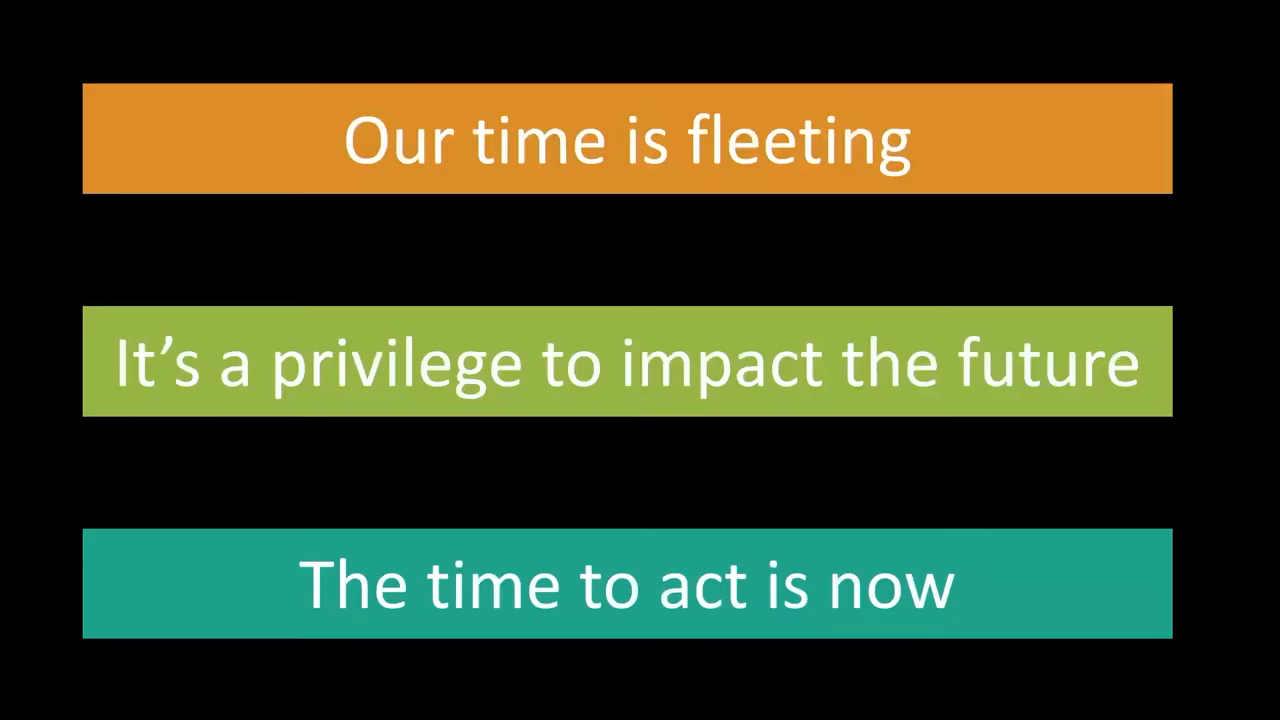 Our time is fleeting
It’s a privilege to impact the future
The time to act is now